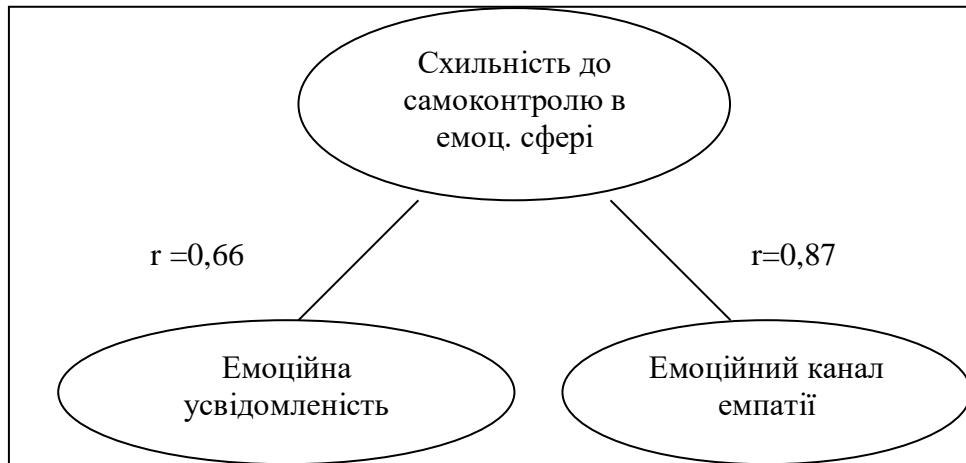 Схильність до
самоконтролю в
емоц. сфері
r =0,66
r=0,87
Емоційна
усвідомленість
Емоційний канал
емпатії